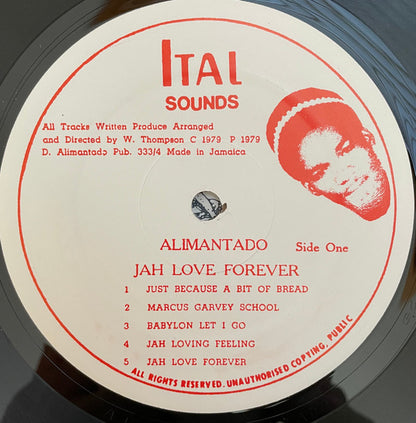 ITAL
SOUNDS
All Tracks Written Produce Arranged
and Directed by W. Thompson C 1979 P 1979
D. Alimantado Pub. 333/4 Made in Jamaica
ALIMANTADO Side One
JAH LOVE FOREVER
1 JUST BECAUSE A BIT OF BREAD
2 MARCUS GARVEY SCHOOL
3 BABYLON LET I GO
4 JAH LOVING FEELING
5 JAH LOVE FOREVER
ALL RIGHTS RESERVED. UNAUTHORISED COPYING, PUBLIC